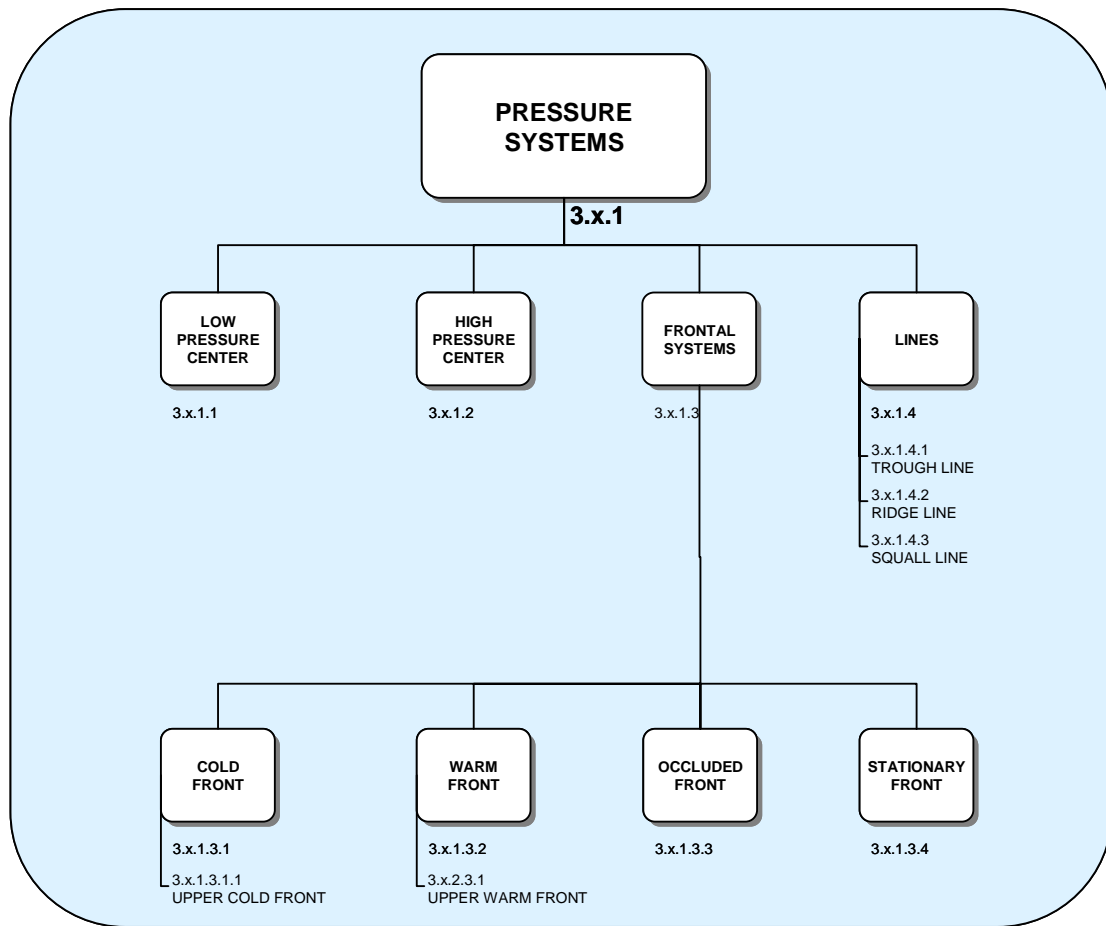 PRESSURE
SYSTEMS
3.x.1
LOW
PRESSURE
CENTER
3.x.1.1
HIGH
PRESSURE
CENTER
3.x.1.2
FRONTAL
SYSTEMS
3.x.1.3
LINES
3.x.1.4
3.x.1.4.1
TROUGH LINE
3.x.1.4.2
RIDGE LINE
3.x.1.4.3
SQUALL LINE
COLD
FRONT
3.x.1.3.1
3.x.1.3.1.1
UPPER COLD FRONT
WARM
FRONT
3.x.1.3.2
3.x.2.3.1
UPPER WARM FRONT
OCCLUDED
FRONT
3.x.1.3.3
STATIONARY
FRONT
3.x.1.3.4